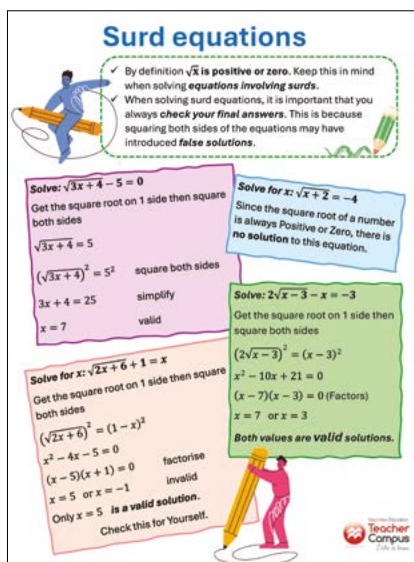 Surd equations
✓ By definition √x is positive or zero. Keep this in mind
when solving equations involving surds.
✓ When solving surd equations, it is important that you
always check your final answers. This is because
squaring both sides of the equations may have
introduced false solutions.
Solve: √(3x + 4) − 5 = 0
Get the square root on 1 side then square
both sides
√(3x + 4) = 5
(√(3x + 4))² = 5² square both sides
3x + 4 = 25 simplify
x = 7 valid
Solve for x: √(x + 2) = −4
Since the square root of a number
is always Positive or Zero, there is
no solution to this equation.
Solve: 2√(x − 3) − x = −3
Get the square root on 1 side then
square both sides
(2√(x − 3))² = (x − 3)²
x² − 10x + 21 = 0
(x − 7)(x − 3) = 0 (Factors)
x = 7 or x = 3
Both values are valid solutions.
Solve for x: √(2x + 6) + 1 = x
Get the square root on 1 side then square
both sides
(√(2x + 6))² = (1 − x)²
x² − 4x − 5 = 0
(x − 5)(x + 1) = 0 factorise
x = 5 or x = −1 invalid
Only x = 5 is a valid solution.
Check this for Yourself.
Teacher
Campus